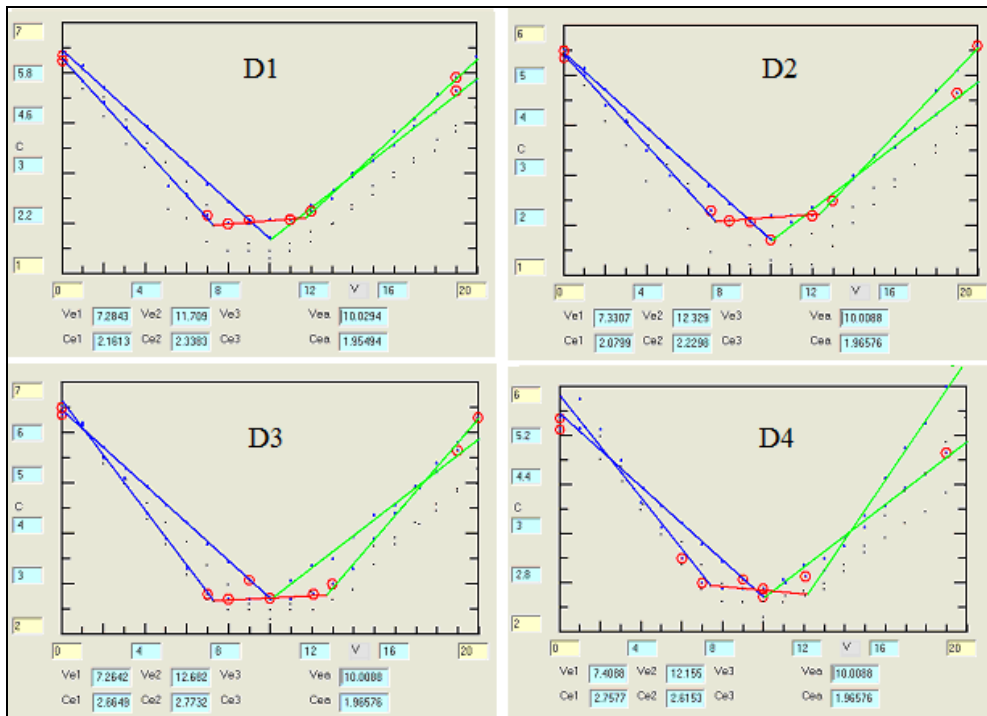 D1
7
5.8
4.6
C
3
2.2
1
0 4 8 12 V 16 20
Ve1 7.2843 Ve2 11.709 Ve3 Vea 10.0294
Ce1 2.1613 Ce2 2.3383 Ce3 Cea 1.95494
D2
6
5
4
C
3
2
1
0 4 8 12 V 16 20
Ve1 7.3307 Ve2 12.329 Ve3 Vea 10.0088
Ce1 2.0799 Ce2 2.2298 Ce3 Cea 1.96576
D3
7
6
5
C
4
3
2
0 4 8 12 V 16 20
Ve1 7.2642 Ve2 12.682 Ve3 Vea 10.0088
Ce1 2.6648 Ce2 2.7732 Ce3 Cea 1.96576
D4
6
5.2
4.4
C
3
2.8
2
0 4 8 12 V 16 20
Ve1 7.4088 Ve2 12.155 Ve3 Vea 10.0088
Ce1 2.7577 Ce2 2.6153 Ce3 Cea 1.96576